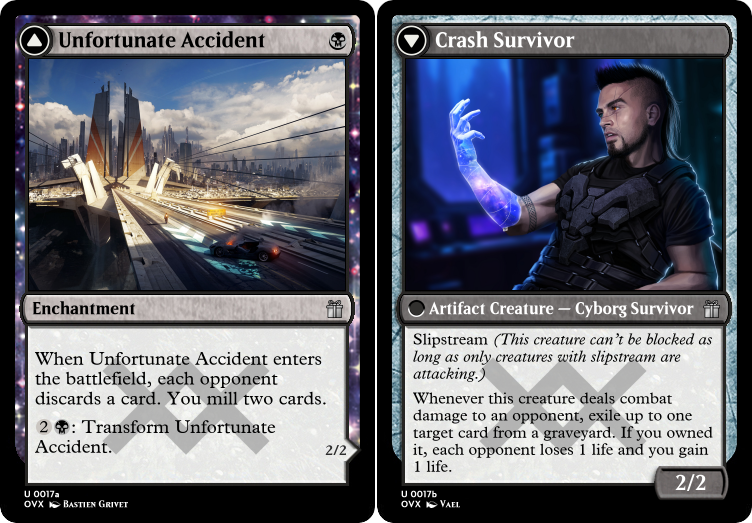 Unfortunate Accident
Enchantment
When Unfortunate Accident enters
the battlefield, each opponent
discards a card. You mill two cards.
2 : Transform Unfortunate
Accident.
2/2
U 0017a
OVX Bastien Grivet
Crash Survivor
Artifact Creature — Cyborg Survivor
Slipstream (This creature can't be blocked as
long as only creatures with slipstream are
attacking.)
Whenever this creature deals combat
damage to an opponent, exile up to one
target card from a graveyard. If you owned
it, each opponent loses 1 life and you gain
1 life.
2/2
U 0017b
OVX Vael